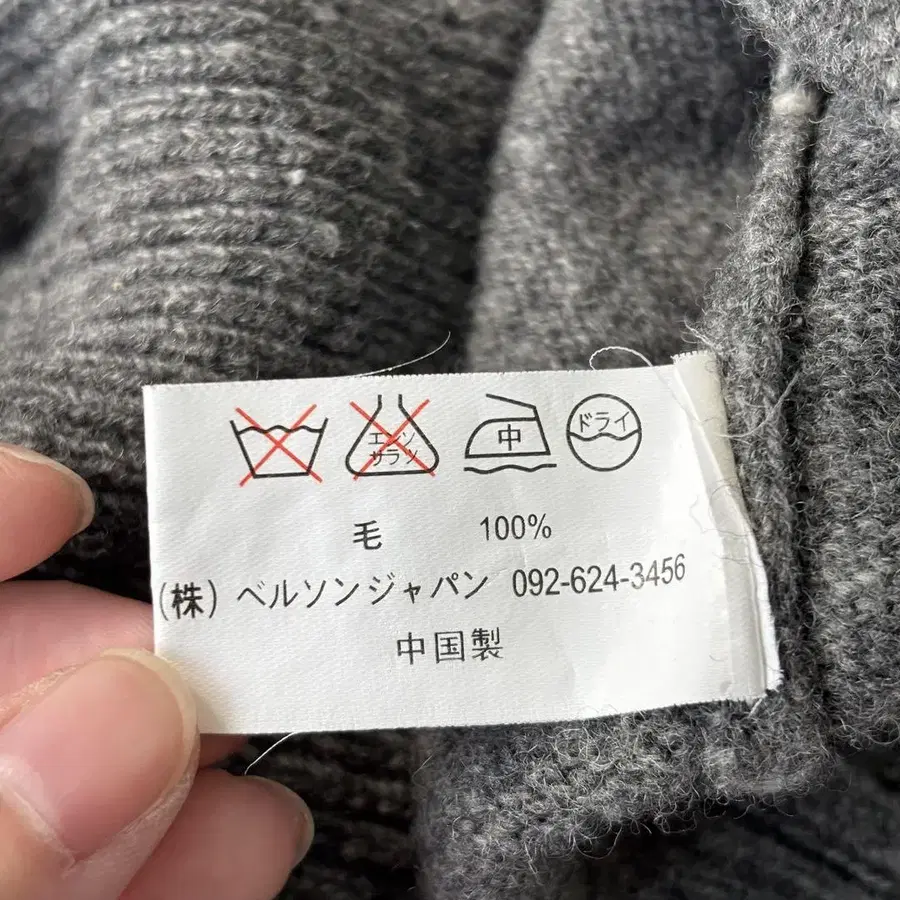 エンソ
サラシ
中
ドライ
毛 100%
(株) ベルソンジャパン 092-624-3456
中国製